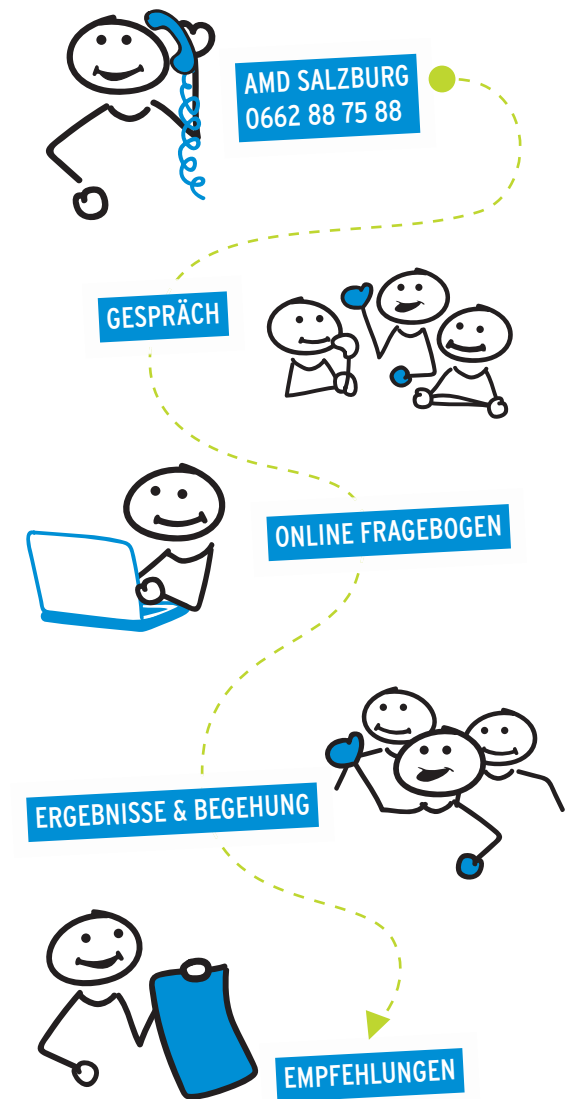 AMD SALZBURG
0662 88 75 88
GESPRÄCH
ONLINE FRAGEBOGEN
ERGEBNISSE & BEGEHUNG
EMPFEHLUNGEN